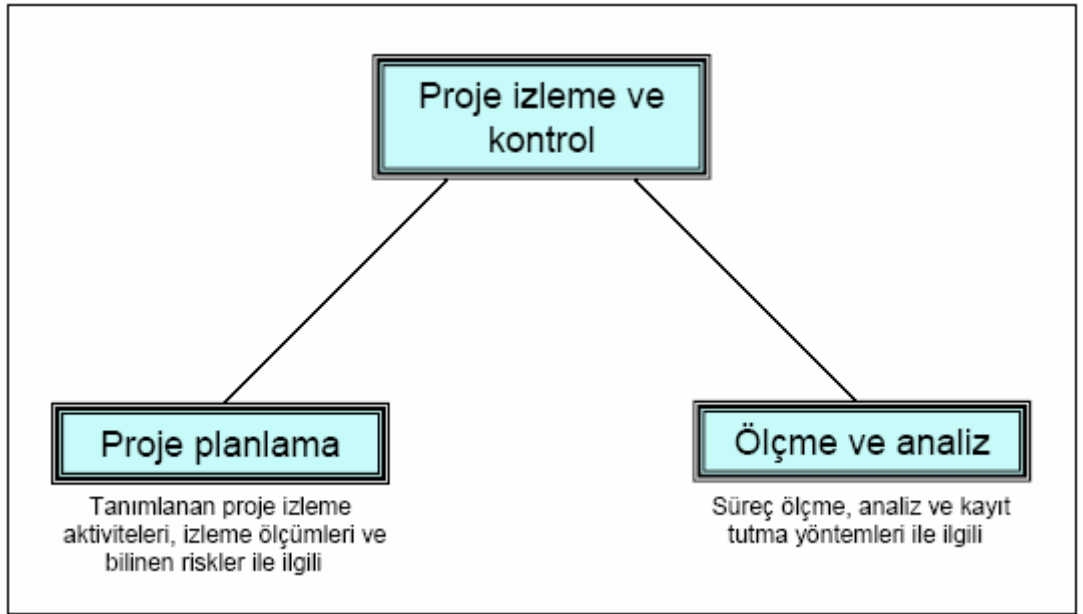 Proje izleme ve
kontrol
Proje planlama
Tanımlanan proje izleme
aktiviteleri, izleme ölçümleri ve
bilinen riskler ile ilgili
Ölçme ve analiz
Süreç ölçme, analiz ve kayıt
tutma yöntemleri ile ilgili